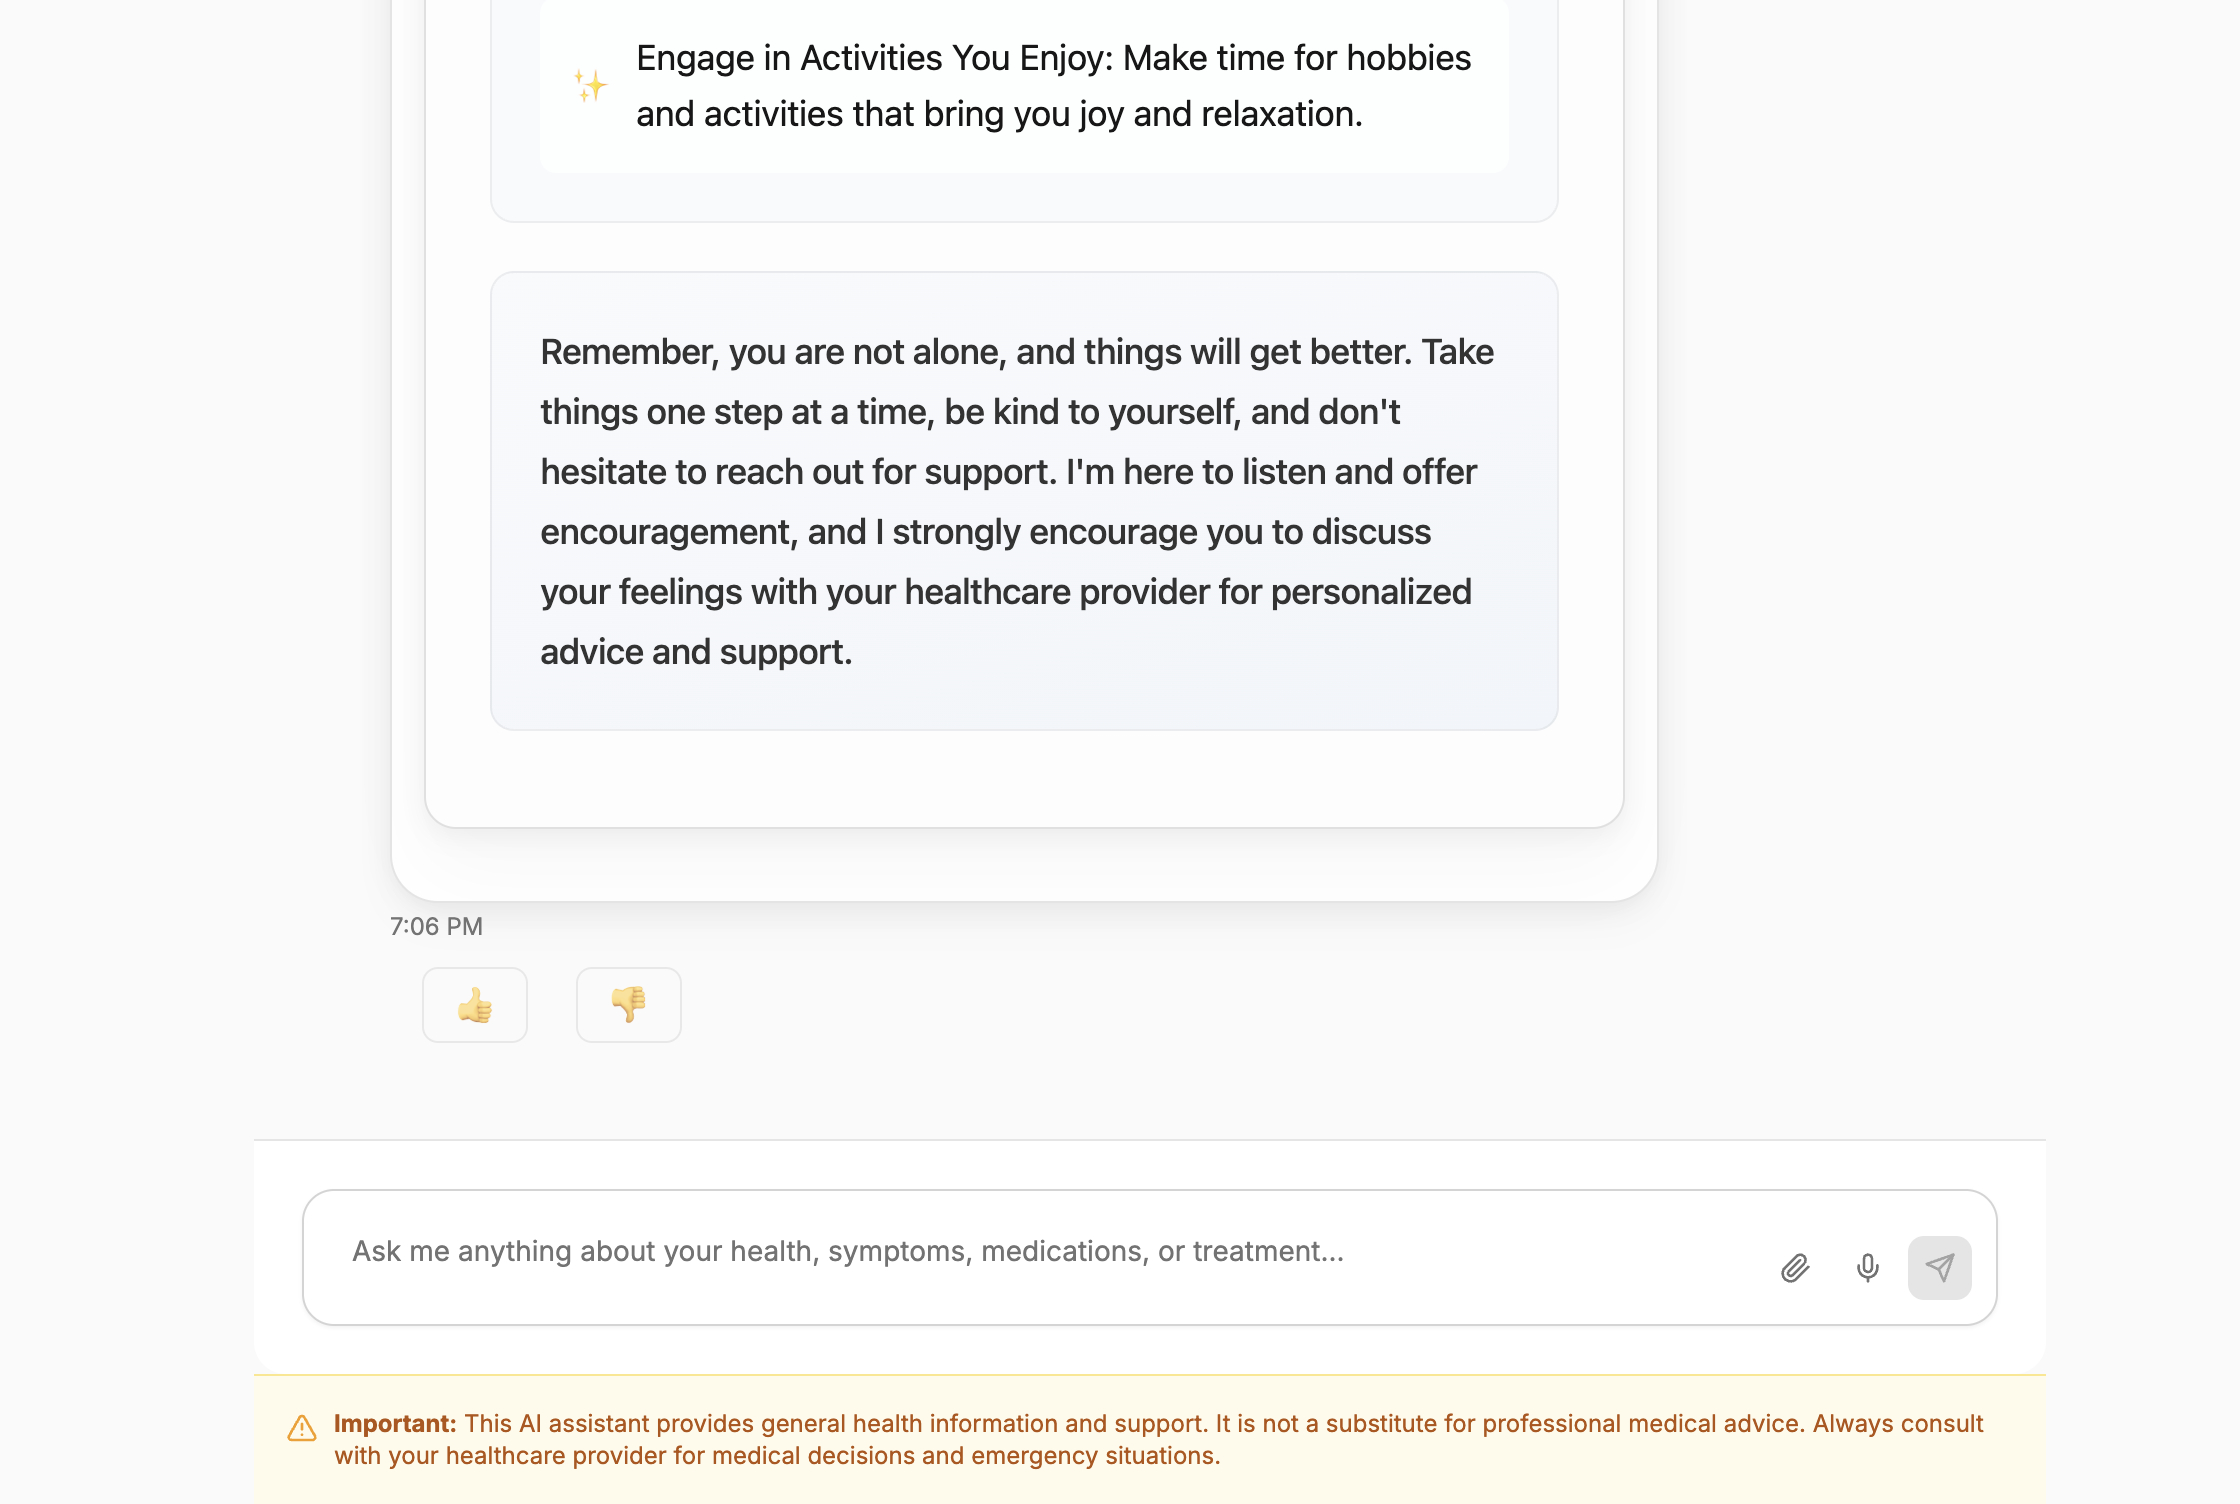 Engage in Activities You Enjoy: Make time for hobbies
and activities that bring you joy and relaxation.
Remember, you are not alone, and things will get better. Take
things one step at a time, be kind to yourself, and don't
hesitate to reach out for support. I'm here to listen and offer
encouragement, and I strongly encourage you to discuss
your feelings with your healthcare provider for personalized
advice and support.
7:06 PM
Ask me anything about your health, symptoms, medications, or treatment...
Important: This AI assistant provides general health information and support. It is not a substitute for professional medical advice. Always consult
with your healthcare provider for medical decisions and emergency situations.